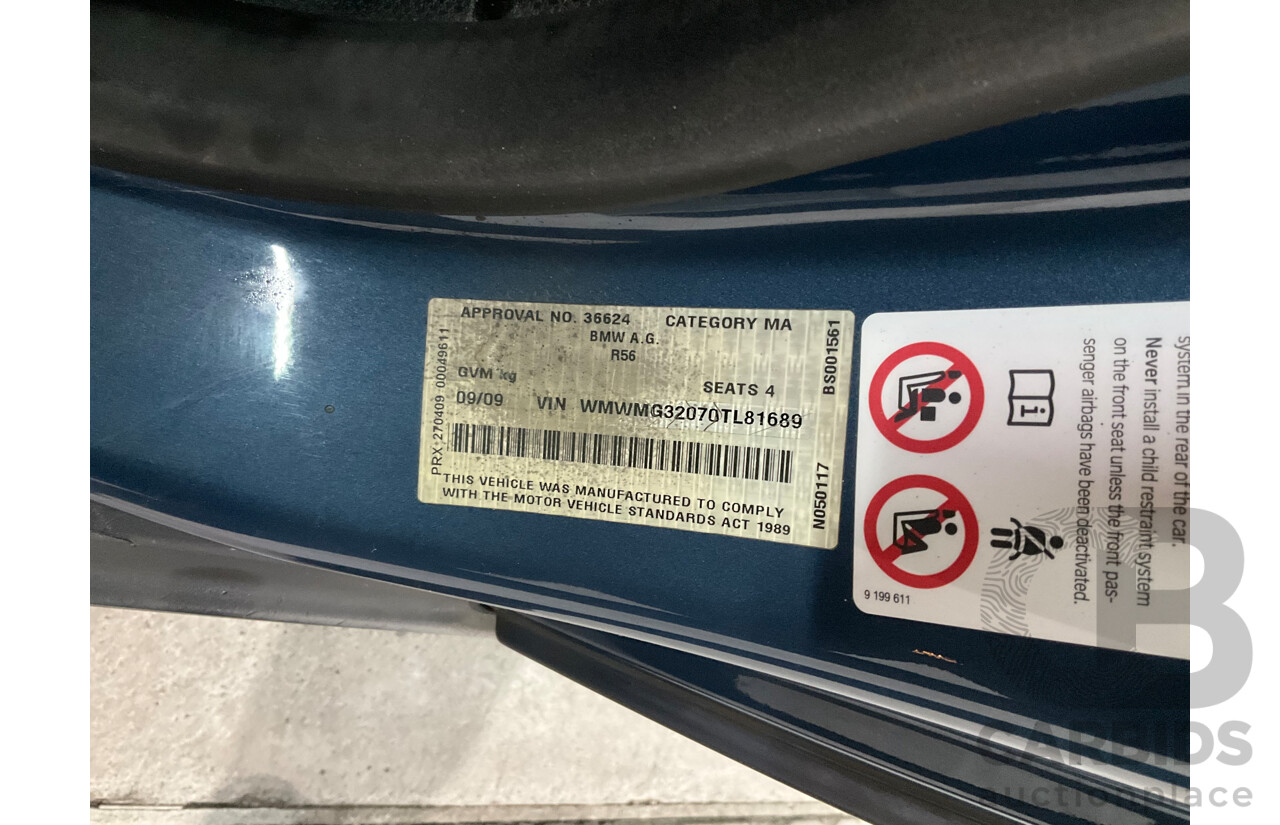 APPROVAL NO. 36624 CATEGORY MA
BMW A.G.
R56
GVM kg
SEATS 4
09/09 VIN WMWMG32070TL81689
THIS VEHICLE WAS MANUFACTURED TO COMPLY
WITH THE MOTOR VEHICLE STANDARDS ACT 1989
PRX 270409 00049611
BS001561
N050117
system in the rear of the car.
Never install a child restraint system
on the front seat unless the front pas-
senger airbags have been deactivated.
i
9 199 611
B
CARBIDS
auctionplace